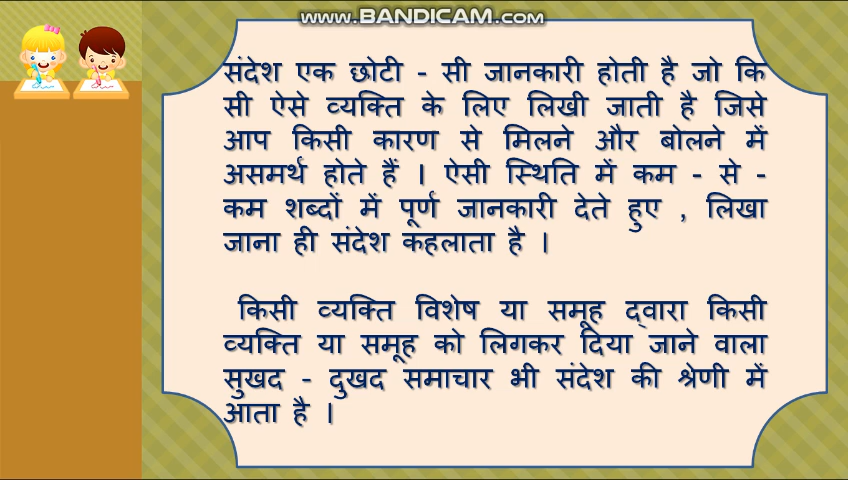 www.BANDICAM.com
संदेश एक छोटी - सी जानकारी होती है जो कि
सी ऐसे व्यक्ति के लिए लिखी जाती है जिसे
आप किसी कारण से मिलने और बोलने में
असमर्थ होते हैं । ऐसी स्थिति में कम - से -
कम शब्दों में पूर्ण जानकारी देते हुए , लिखा
जाना ही संदेश कहलाता है ।
किसी व्यक्ति विशेष या समूह द्वारा किसी
व्यक्ति या समूह को लिगकर दिया जाने वाला
सुखद - दुखद समाचार भी संदेश की श्रेणी में
आता है ।